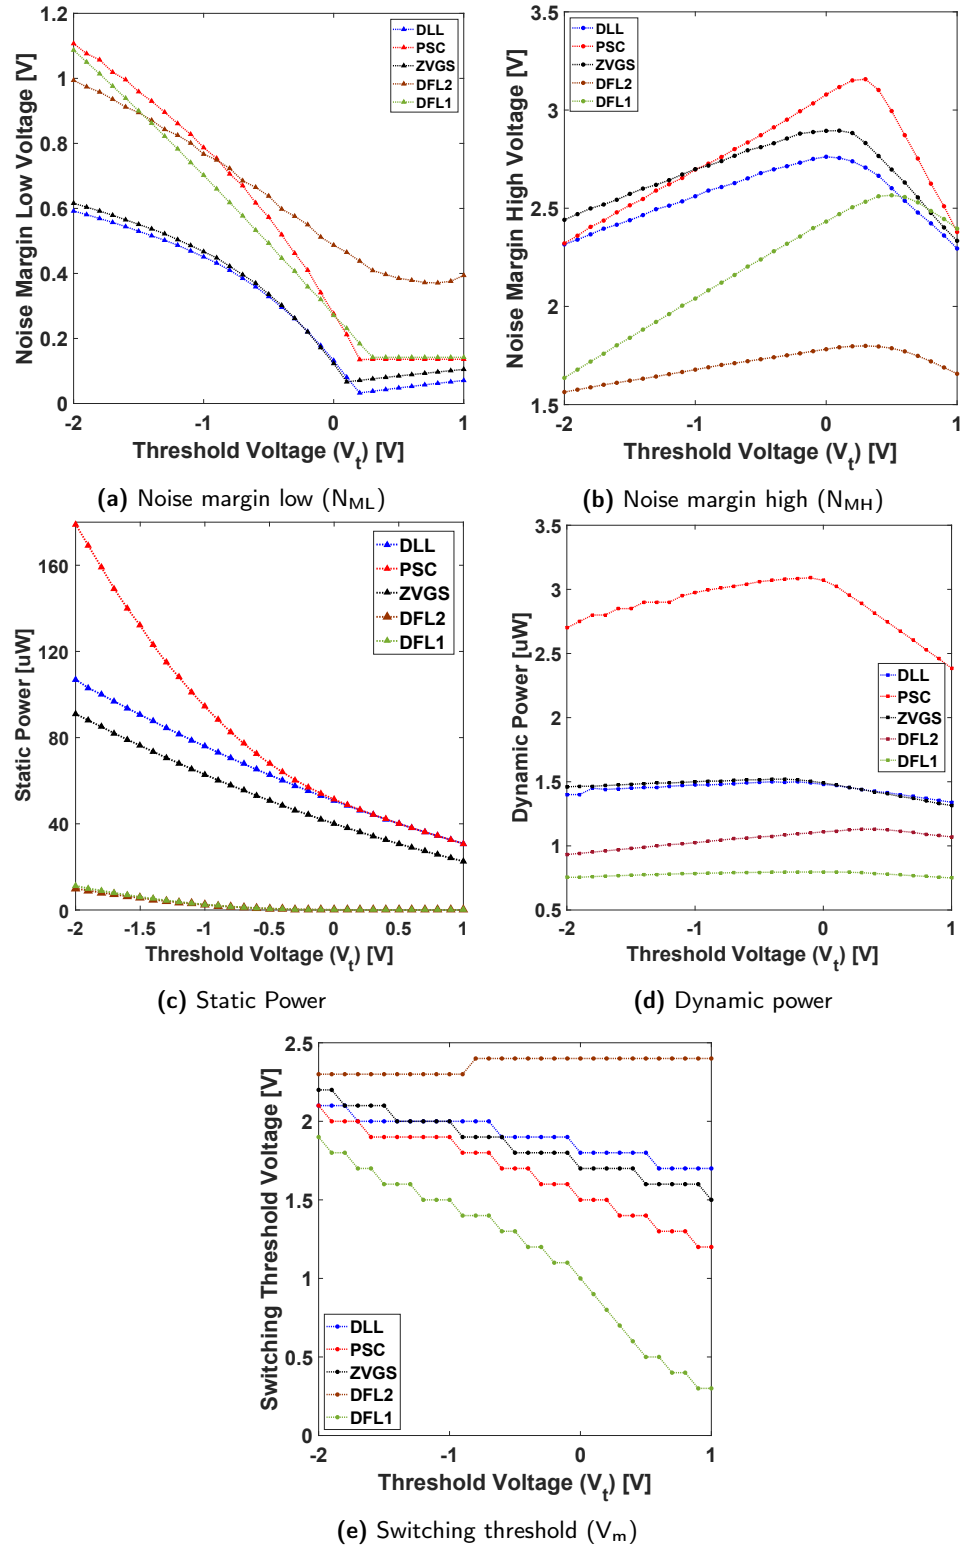 1.2
1
0.8
0.6
0.4
0.2
0
-2
-1
0
1
Noise Margin Low Voltage [V]
Threshold Voltage (Vt) [V]
DLL
PSC
ZVGS
DFL2
DFL1
(a) Noise margin low (NML)
3.5
3
2.5
2
1.5
-2
-1
0
1
Noise Margin High Voltage [V]
Threshold Voltage (Vt) [V]
DLL
PSC
ZVGS
DFL2
DFL1
(b) Noise margin high (NMH)
160
120
80
40
0
-2
-1.5
-1
-0.5
0
0.5
1
Static Power [uW]
Threshold Voltage (Vt) [V]
DLL
PSC
ZVGS
DFL2
DFL1
(c) Static Power
3.5
3
2.5
2
1.5
1
0.5
-2
-1
0
1
Dynamic Power [uW]
Threshold Voltage (Vt) [V]
DLL
PSC
ZVGS
DFL2
DFL1
(d) Dynamic power
2.5
2
1.5
1
0.5
0
-2
-1
0
1
Switching Threshold Voltage [V]
Threshold Voltage (Vt) [V]
DLL
PSC
ZVGS
DFL2
DFL1
(e) Switching threshold (Vm)